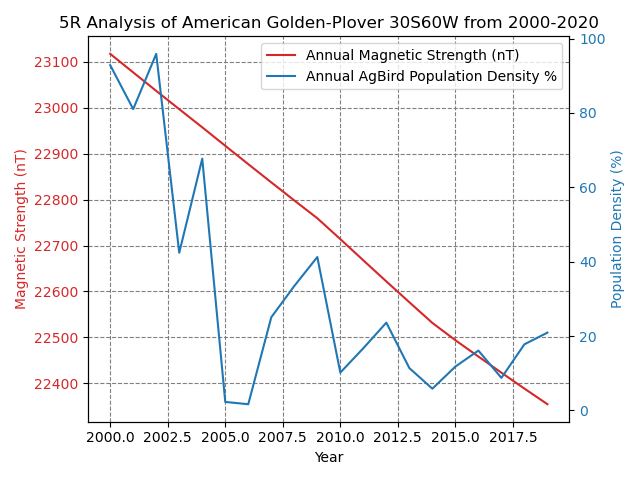 5R Analysis of American Golden-Plover 30S60W from 2000-2020
Annual Magnetic Strength (nT)
Annual AgBird Population Density %
Magnetic Strength (nT)
23100
23000
22900
22800
22700
22600
22500
22400
100
80
60
40
20
0
Population Density (%)
2000.0 2002.5 2005.0 2007.5 2010.0 2012.5 2015.0 2017.5
Year